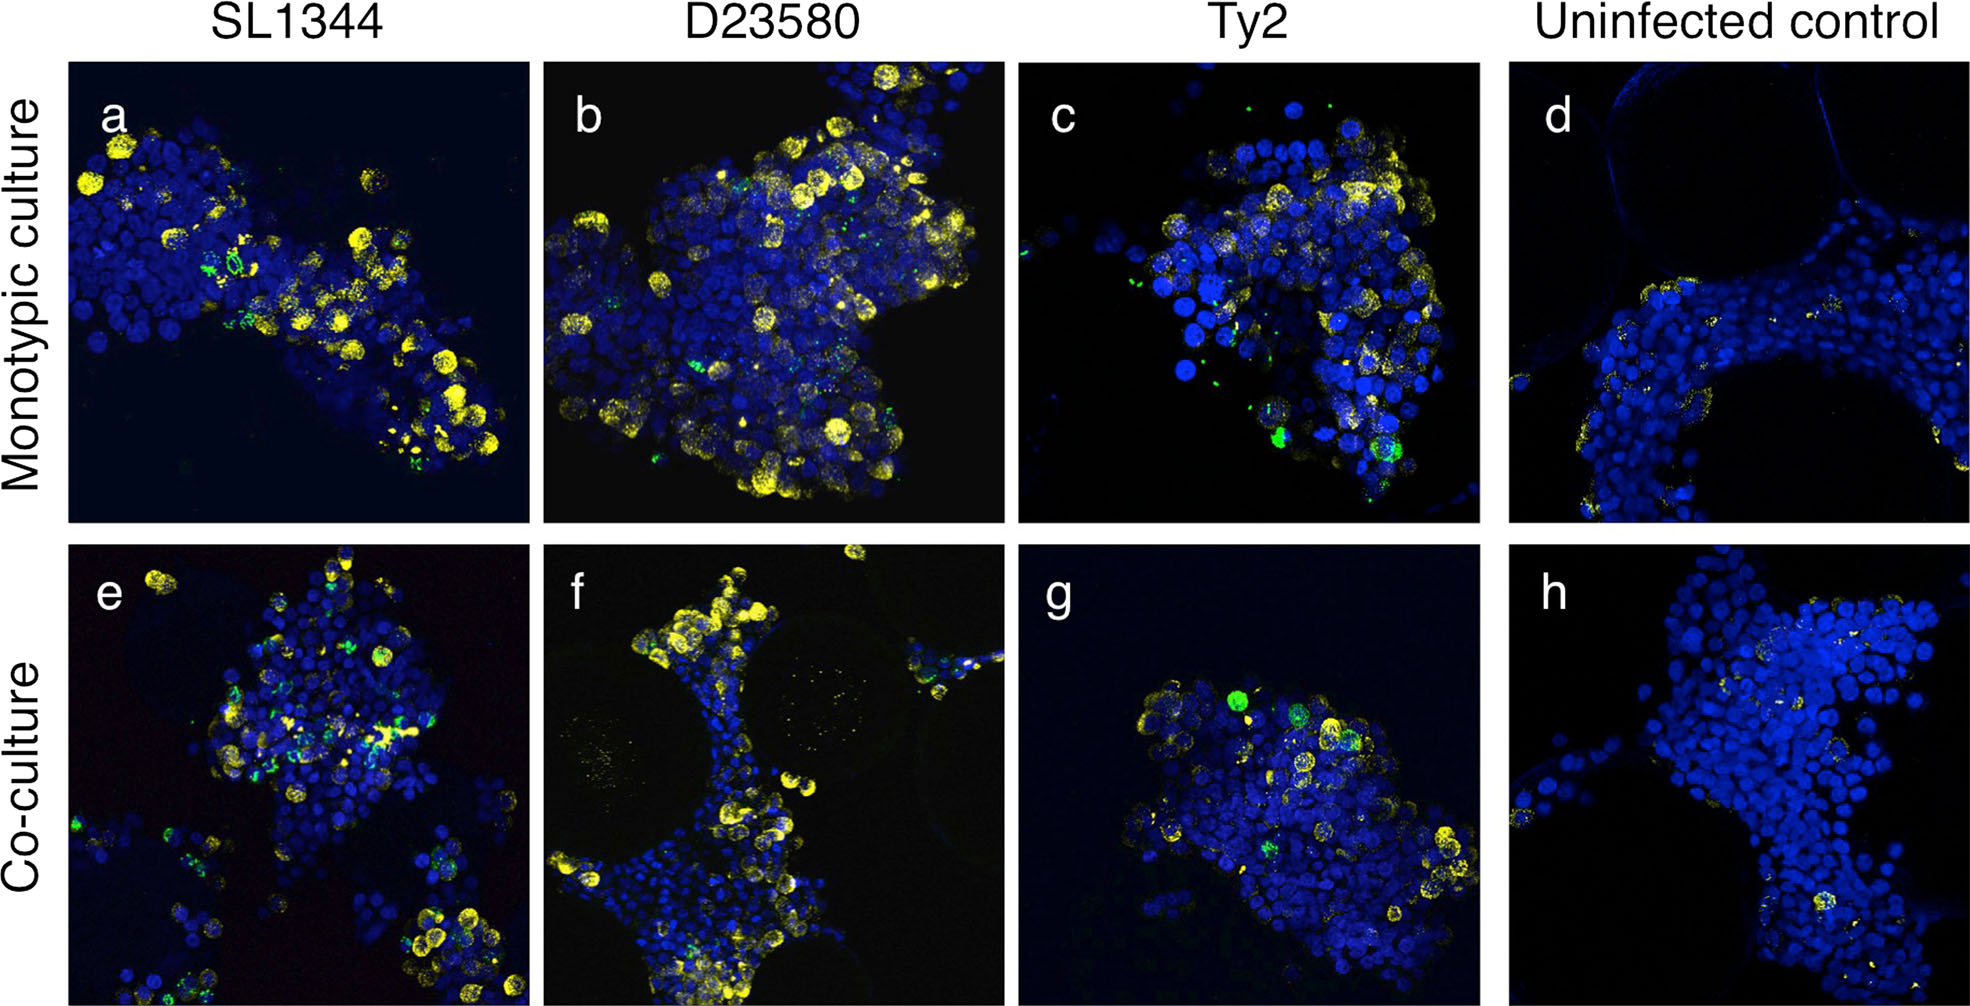 SL1344
D23580
Ty2
Uninfected control
Monotypic culture
a
b
c
d
Co-culture
e
f
g
h